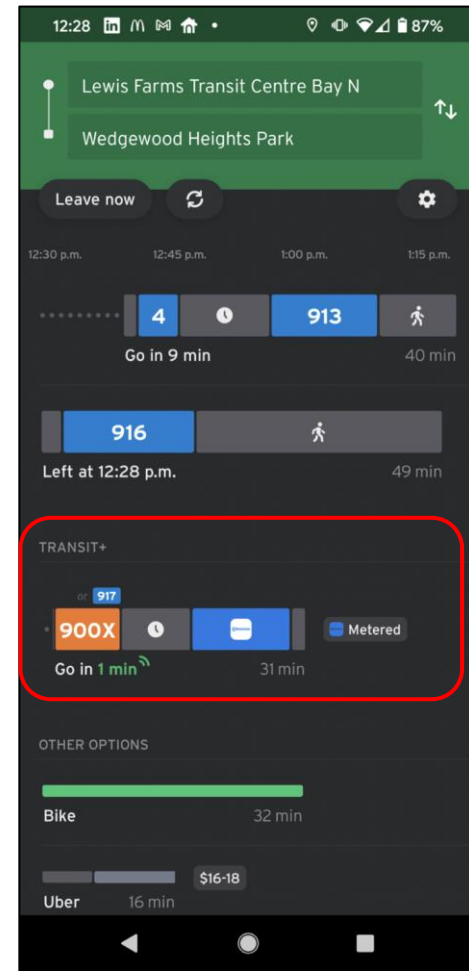 12:28
87%
Lewis Farms Transit Centre Bay N
Wedgewood Heights Park
Leave now
12:30 p.m. 12:45 p.m. 1:00 p.m. 1:15 p.m.
4 913
Go in 9 min 40 min
916
Left at 12:28 p.m. 49 min
TRANSIT+
or 917
900X
Metered
Go in 1 min 31 min
OTHER OPTIONS
Bike 32 min
$16-18
Uber 16 min